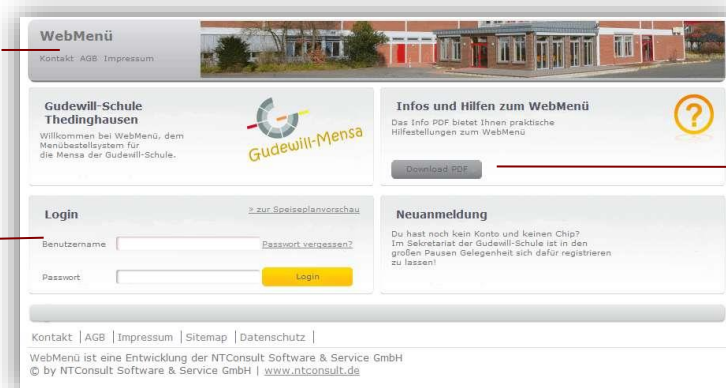 WebMenü
Kontakt AGB Impressum
Gudewill-Schule
Thedinghausen
Willkommen bei WebMenü, dem
Menübestellsystem für
die Mensa der Gudewill-Schule.
Gudewill-Mensa
Infos und Hilfen zum WebMenü
Das Info PDF bietet Ihnen praktische
Hilfestellungen zum WebMenü
Download PDF
Login
» zur Speiseplanvorschau
Benutzername
Passwort vergessen?
Passwort
Login
Neuanmeldung
Du hast noch kein Konto und keinen Chip?
Im Sekretariat der Gudewill-Schule ist in den
großen Pausen Gelegenheit sich dafür registrieren
zu lassen!
Kontakt | AGB | Impressum | Sitemap | Datenschutz |
WebMenü ist eine Entwicklung der NTConsult Software & Service GmbH
© by NTConsult Software & Service GmbH | www.ntconsult.de